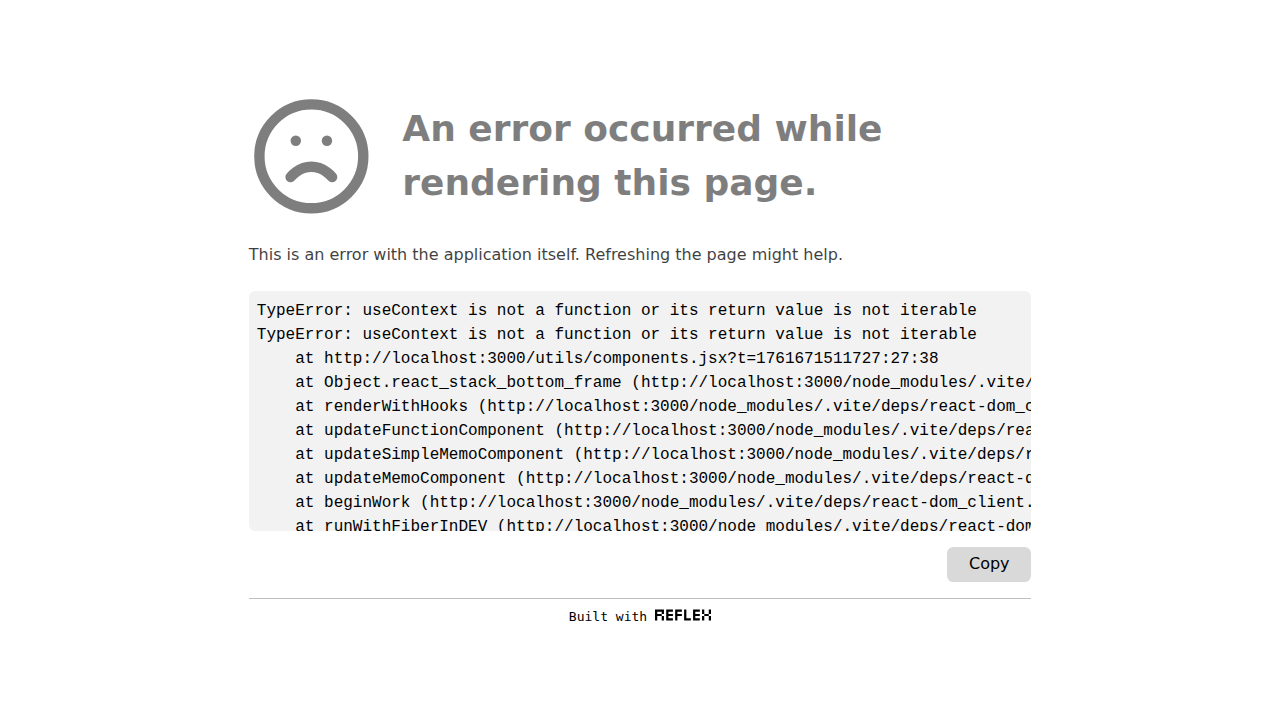 An error occurred while
rendering this page.
This is an error with the application itself. Refreshing the page might help.
TypeError: useContext is not a function or its return value is not iterable
TypeError: useContext is not a function or its return value is not iterable
    at http://localhost:3000/utils/components.jsx?t=1761671511727:27:38
    at Object.react_stack_bottom_frame (http://localhost:3000/node_modules/.vite/
    at renderWithHooks (http://localhost:3000/node_modules/.vite/deps/react-dom_c
    at updateFunctionComponent (http://localhost:3000/node_modules/.vite/deps/rea
    at updateSimpleMemoComponent (http://localhost:3000/node_modules/.vite/deps/r
    at updateMemoComponent (http://localhost:3000/node_modules/.vite/deps/react-d
    at beginWork (http://localhost:3000/node_modules/.vite/deps/react-dom_client.
    at runWithFiberInDEV (http://localhost:3000/node_modules/.vite/deps/react-dom
Copy
Built with REFLEX